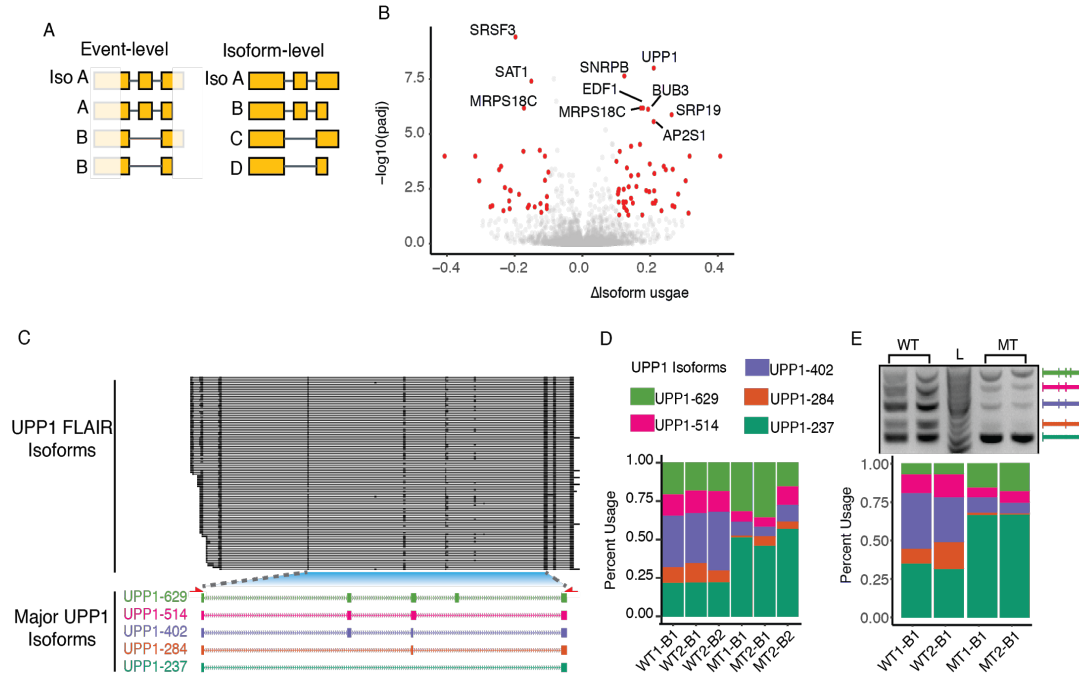 A
Event-level
Isoform-level
Iso A
A
B
B
Iso A
B
C
D
B
SRSF3
SAT1
MRPS18C
UPP1
SNRPB
EDF1
BUB3
MRPS18C
SRP19
AP2S1
−log10(padj)
7.5
5.0
2.5
0.0
−0.4
−0.2
0.0
0.2
0.4
ΔIsoform usgae
C
UPP1 FLAIR
Isoforms
Major UPP1
Isoforms
UPP1-629
UPP1-514
UPP1-402
UPP1-284
UPP1-237
D
UPP1 Isoforms
UPP1-629
UPP1-514
UPP1-402
UPP1-284
UPP1-237
Percent Usage
1.00
0.75
0.50
0.25
0.00
WT1-B1
WT2-B1
WT2-B2
MT1-B1
MT2-B1
MT2-B2
E
WT
L
MT
Percent Usage
1.00
0.75
0.50
0.25
0.00
WT1-B1
WT2-B1
MT1-B1
MT2-B1